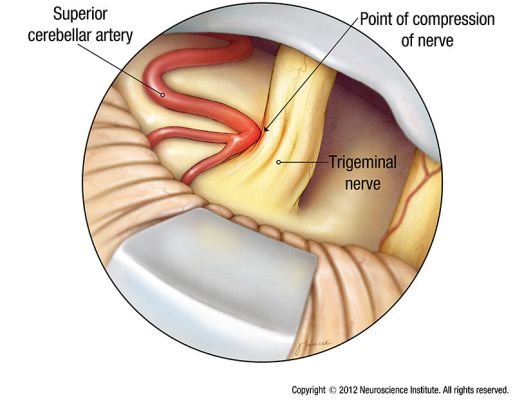 Superior
cerebellar artery
Point of compression
of nerve
Trigeminal
nerve
Copyright © 2012 Neuroscience Institute. All rights reserved.